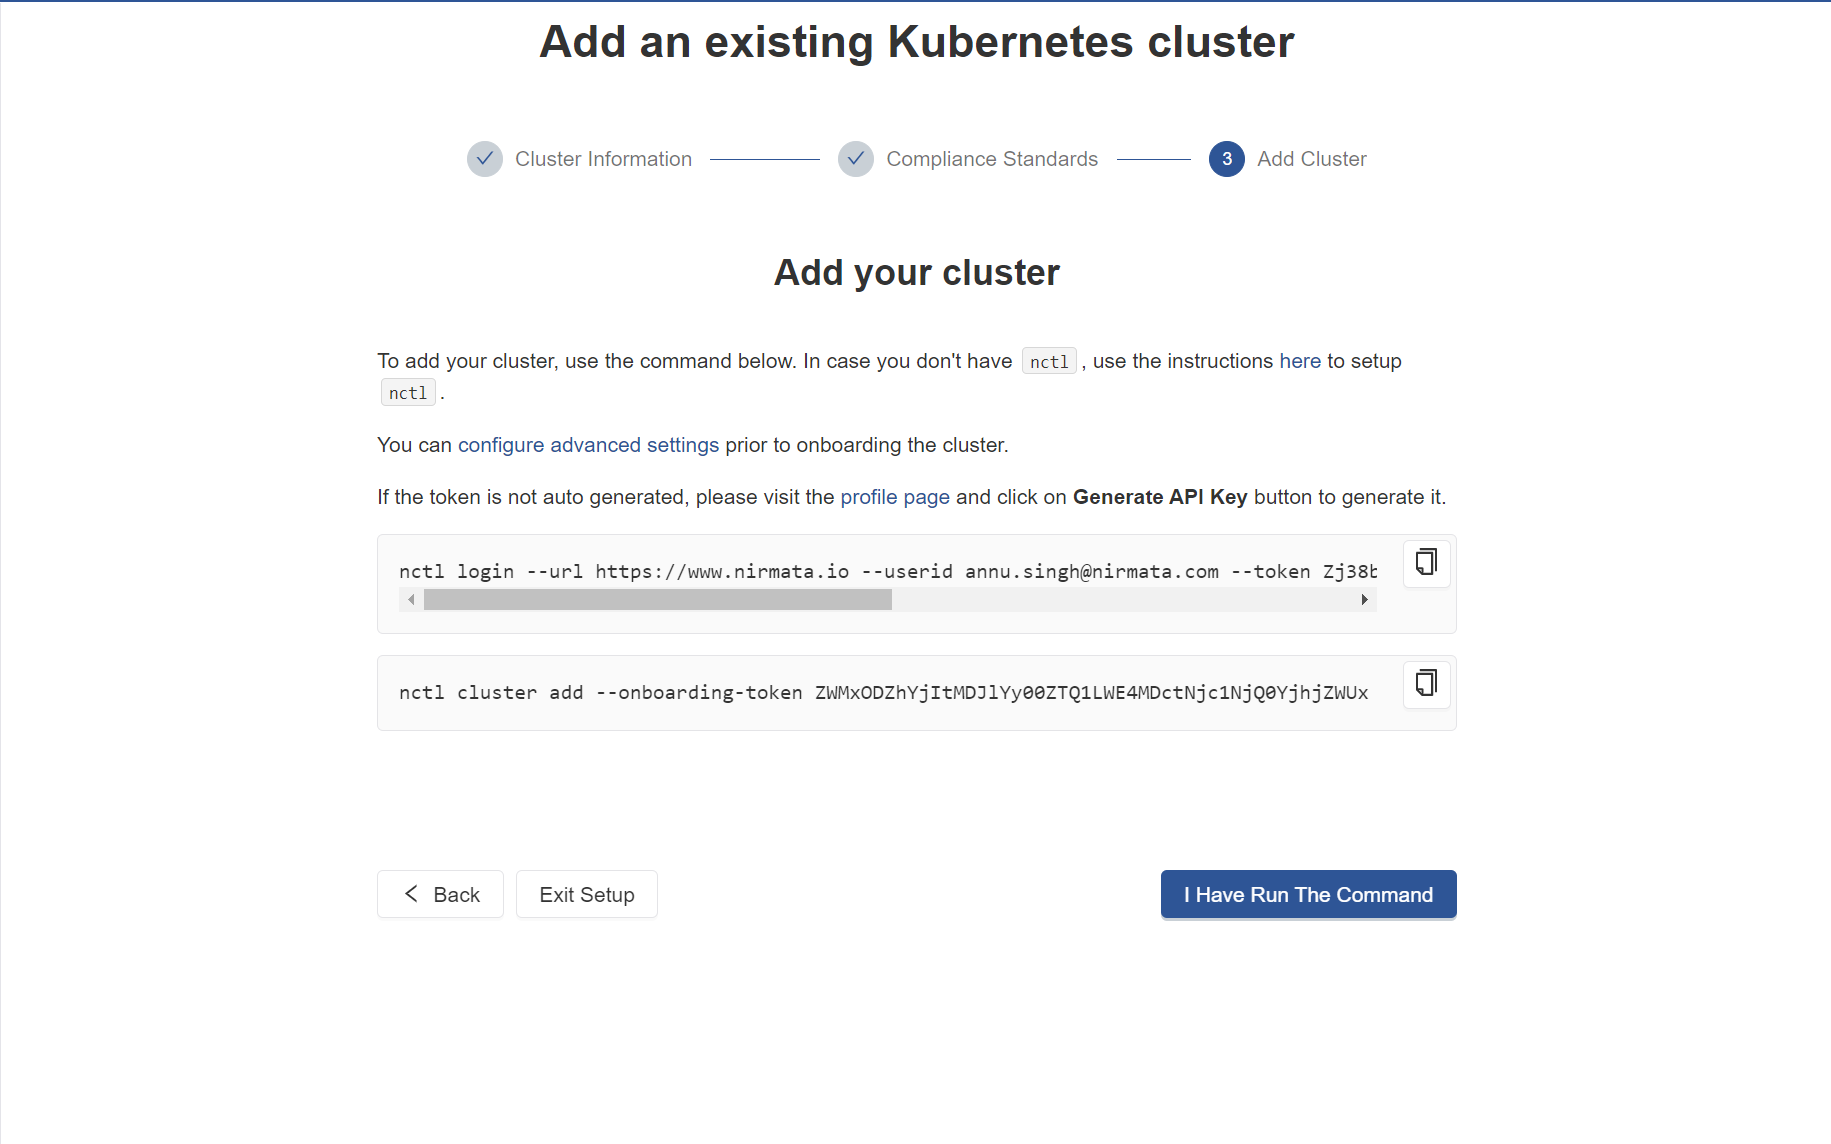 Add an existing Kubernetes cluster
Cluster Information
Compliance Standards
3 Add Cluster
Add your cluster
To add your cluster, use the command below. In case you don't have nctl , use the instructions here to setup
nctl .
You can configure advanced settings prior to onboarding the cluster.
If the token is not auto generated, please visit the profile page and click on Generate API Key button to generate it.
nctl login --url https://www.nirmata.io --userid annu.singh@nirmata.com --token Zj38b
nctl cluster add --onboarding-token ZWMxODZhYjItMDJlYy00ZTQ1LWE4MDctNjc1NjQ0YjhjZWUx
Back
Exit Setup
I Have Run The Command